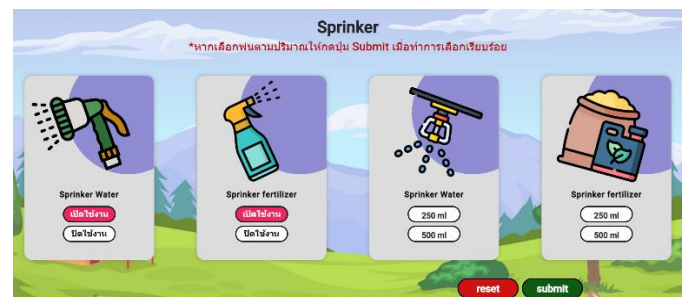 Sprinker
*หากเลือกพ่นตามปริมาณให้กดปุ่ม Submit เมื่อทำการเลือกเรียบร้อย
Sprinker Water
เปิดใช้งาน
ปิดใช้งาน
Sprinker fertilizer
เปิดใช้งาน
ปิดใช้งาน
Sprinker Water
250 ml
500 ml
Sprinker fertilizer
250 ml
500 ml
reset
submit